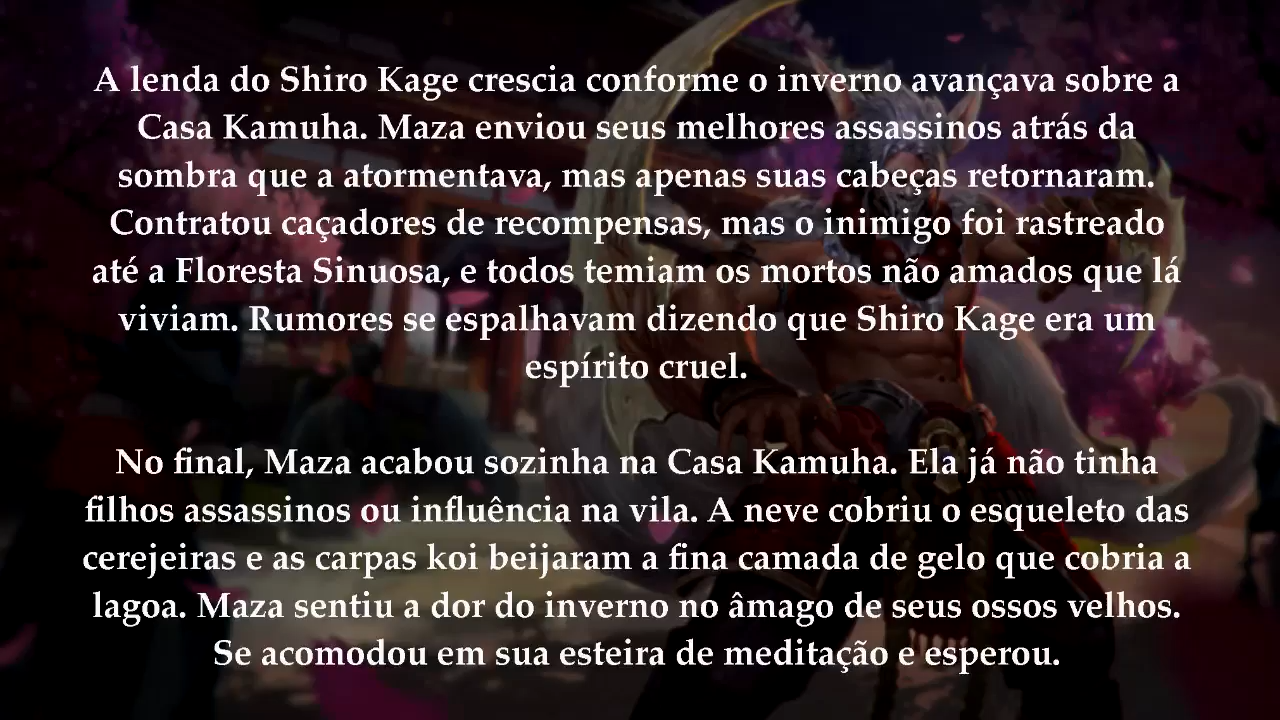 A lenda do Shiro Kage crescia conforme o inverno avançava sobre a
Casa Kamuha. Maza enviou seus melhores assassinos atrás da
sombra que a atormentava, mas apenas suas cabeças retornaram.
Contratou caçadores de recompensas, mas o inimigo foi rastreado
até a Floresta Sinuosa, e todos temiam os mortos não amados que lá
viviam. Rumores se espalhavam dizendo que Shiro Kage era um
espírito cruel.
No final, Maza acabou sozinha na Casa Kamuha. Ela já não tinha
filhos assassinos ou influência na vila. A neve cobriu o esqueleto das
cerejeiras e as carpas koi beijaram a fina camada de gelo que cobria a
lagoa. Maza sentiu a dor do inverno no âmago de seus ossos velhos.
Se acomodou em sua esteira de meditação e esperou.